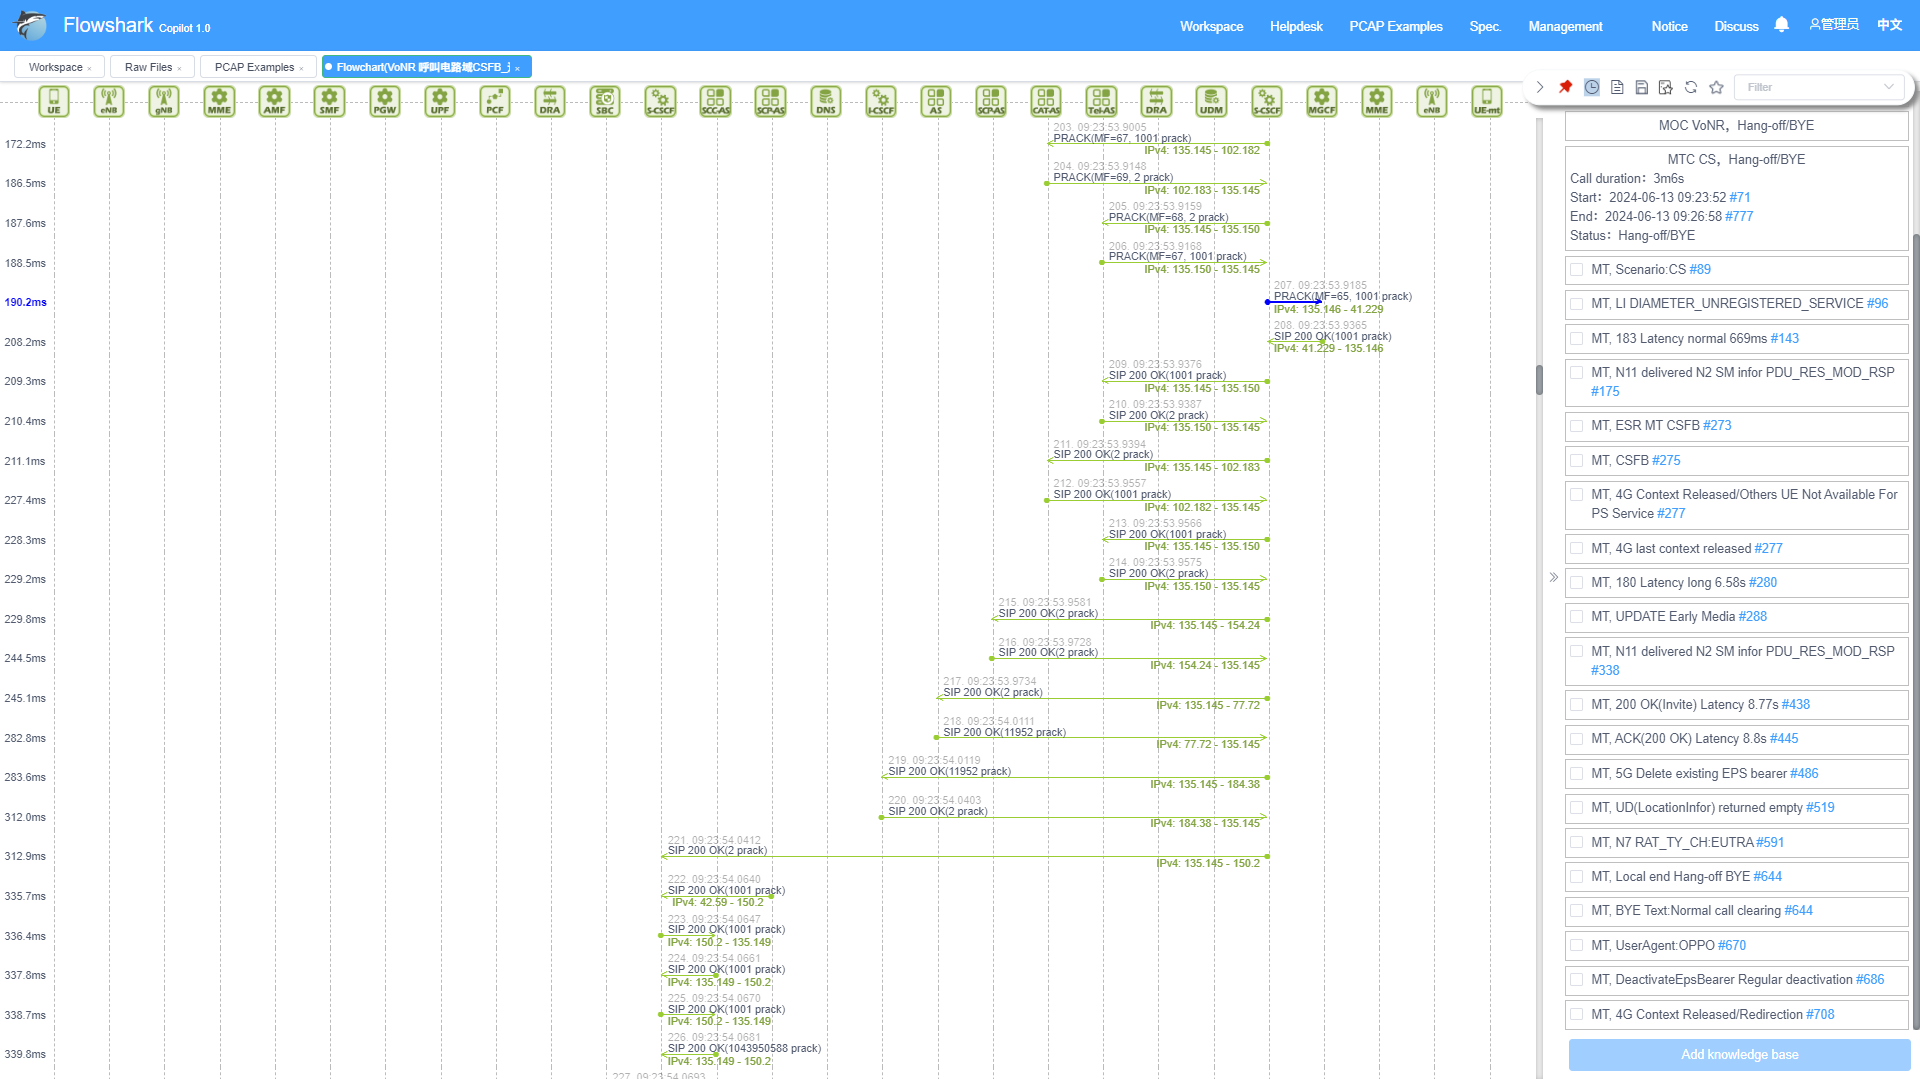 Flowshark Copilot 1.0
Workspace
Helpdesk
PCAP Examples
Spec.
Management
Notice
Discuss
管理员
中文
Workspace ×
Raw Files ×
PCAP Examples ×
Flowchart(VoNR 呼叫电路域CSFB_ ×
UE
eNB
gNB
MME
AMF
SMF
PGW
UPF
PCF
DRA
SBC
S-CSCF
SCC-AS
SCP-AS
DNS
I-CSCF
AS
SCP-AS
CAT-AS
Tel-AS
DRA
UDM
S-CSCF
MGCF
MME
eNB
UE-mt
Filter
172.2ms
203. 09:23:53.9005
PRACK(MF=67, 1001 prack)
IPv4: 135.145 - 102.182
186.5ms
204. 09:23:53.9148
PRACK(MF=69, 2 prack)
IPv4: 102.183 - 135.145
187.6ms
205. 09:23:53.9159
PRACK(MF=68, 2 prack)
IPv4: 135.145 - 135.150
188.5ms
206. 09:23:53.9168
PRACK(MF=67, 1001 prack)
IPv4: 135.150 - 135.145
190.2ms
207. 09:23:53.9185
PRACK(MF=65, 1001 prack)
IPv4: 135.146 - 41.229
208.2ms
208. 09:23:53.9365
SIP 200 OK(1001 prack)
IPv4: 41.229 - 135.146
209.3ms
209. 09:23:53.9376
SIP 200 OK(1001 prack)
IPv4: 135.145 - 135.150
210.4ms
210. 09:23:53.9387
SIP 200 OK(2 prack)
IPv4: 135.150 - 135.145
211.1ms
211. 09:23:53.9394
SIP 200 OK(2 prack)
IPv4: 135.145 - 102.183
227.4ms
212. 09:23:53.9557
SIP 200 OK(1001 prack)
IPv4: 102.182 - 135.145
228.3ms
213. 09:23:53.9566
SIP 200 OK(1001 prack)
IPv4: 135.145 - 135.150
229.2ms
214. 09:23:53.9575
SIP 200 OK(2 prack)
IPv4: 135.150 - 135.145
229.8ms
215. 09:23:53.9581
SIP 200 OK(2 prack)
IPv4: 135.145 - 154.24
244.5ms
216. 09:23:53.9728
SIP 200 OK(2 prack)
IPv4: 154.24 - 135.145
245.1ms
217. 09:23:53.9734
SIP 200 OK(2 prack)
IPv4: 135.145 - 77.72
282.8ms
218. 09:23:54.0111
SIP 200 OK(11952 prack)
IPv4: 77.72 - 135.145
283.6ms
219. 09:23:54.0119
SIP 200 OK(11952 prack)
IPv4: 135.145 - 184.38
312.0ms
220. 09:23:54.0403
SIP 200 OK(2 prack)
IPv4: 184.38 - 135.145
312.9ms
221. 09:23:54.0412
SIP 200 OK(2 prack)
IPv4: 135.145 - 150.2
335.7ms
222. 09:23:54.0640
SIP 200 OK(1001 prack)
IPv4: 42.59 - 150.2
336.4ms
223. 09:23:54.0647
SIP 200 OK(1001 prack)
IPv4: 150.2 - 135.149
337.8ms
224. 09:23:54.0661
SIP 200 OK(1001 prack)
IPv4: 135.149 - 150.2
338.7ms
225. 09:23:54.0670
SIP 200 OK(1001 prack)
IPv4: 150.2 - 135.149
339.8ms
226. 09:23:54.0681
SIP 200 OK(1043950588 prack)
IPv4: 135.149 - 150.2
227. 09:23:54.0693
MOC VoNR，Hang-off/BYE
MTC CS，Hang-off/BYE
Call duration：3m6s
Start：2024-06-13 09:23:52 #71
End：2024-06-13 09:26:58 #777
Status：Hang-off/BYE
MT, Scenario:CS #89
MT, LI DIAMETER_UNREGISTERED_SERVICE #96
MT, 183 Latency normal 669ms #143
MT, N11 delivered N2 SM infor PDU_RES_MOD_RSP
#175
MT, ESR MT CSFB #273
MT, CSFB #275
MT, 4G Context Released/Others UE Not Available For
PS Service #277
MT, 4G last context released #277
MT, 180 Latency long 6.58s #280
MT, UPDATE Early Media #288
MT, N11 delivered N2 SM infor PDU_RES_MOD_RSP
#338
MT, 200 OK(Invite) Latency 8.77s #438
MT, ACK(200 OK) Latency 8.8s #445
MT, 5G Delete existing EPS bearer #486
MT, UD(LocationInfor) returned empty #519
MT, N7 RAT_TY_CH:EUTRA #591
MT, Local end Hang-off BYE #644
MT, BYE Text:Normal call clearing #644
MT, UserAgent:OPPO #670
MT, DeactivateEpsBearer Regular deactivation #686
MT, 4G Context Released/Redirection #708
Add knowledge base